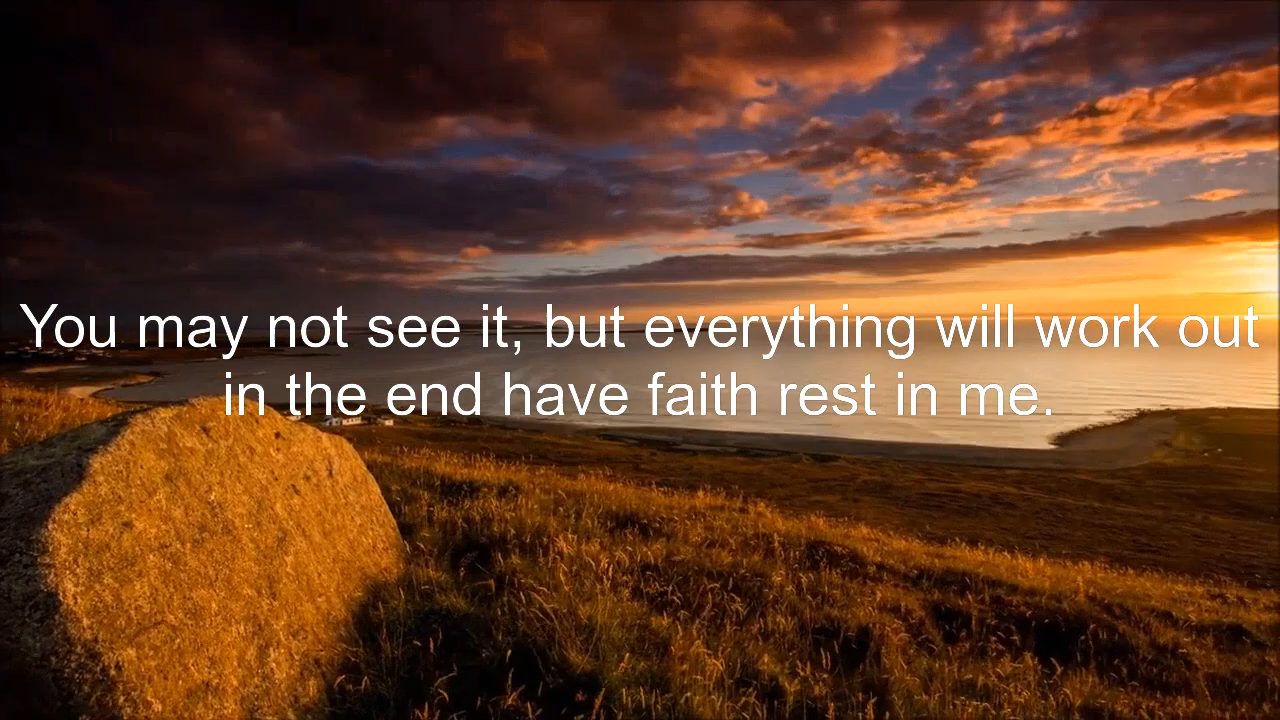 You may not see it, but everything will work out
in the end have faith rest in me.